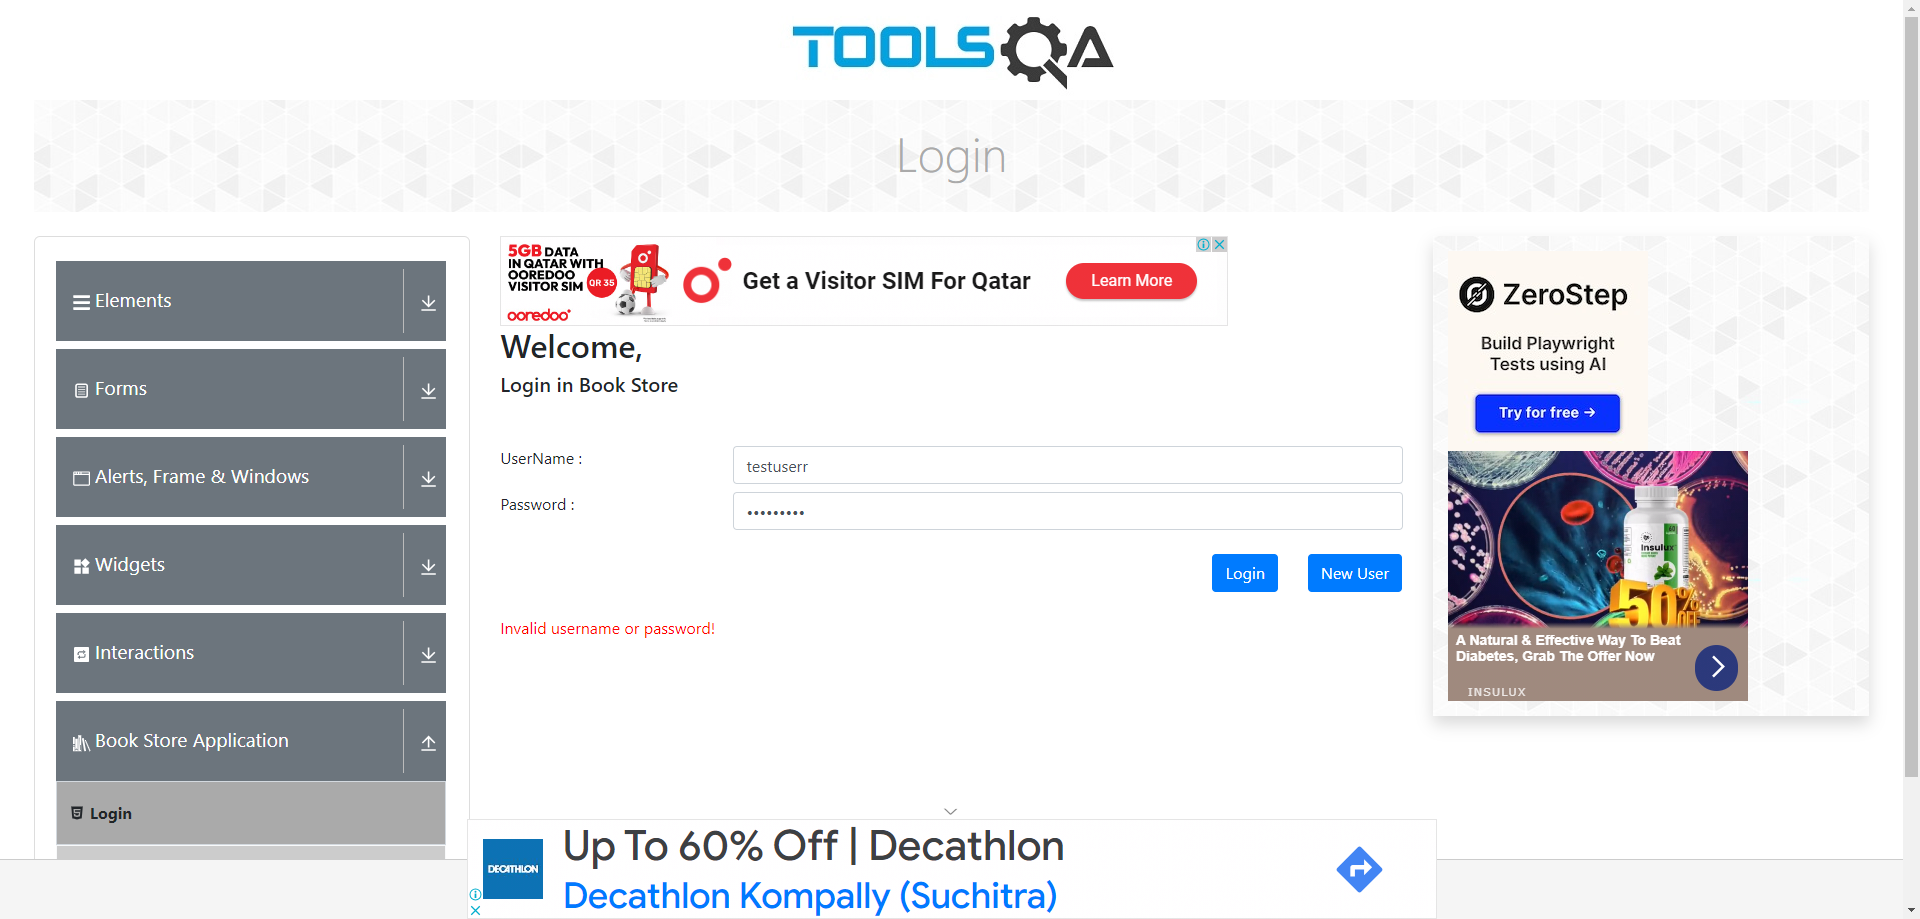 TOOLSQA
Login
Elements
Forms
Alerts, Frame & Windows
Widgets
Interactions
Book Store Application
Login
5GB DATA
IN QATAR WITH
OOREDOO
VISITOR SIM
QR 35
ooredoo
Get a Visitor SIM For Qatar
Learn More
Welcome,
Login in Book Store
UserName :
testuserr
Password :
•••••••••
Login
New User
Invalid username or password!
ZeroStep
Build Playwright
Tests using AI
Try for free →
Insulux
50%
OFF
A Natural & Effective Way To Beat
Diabetes, Grab The Offer Now
INSULUX
DECATHLON
Up To 60% Off | Decathlon
Decathlon Kompally (Suchitra)